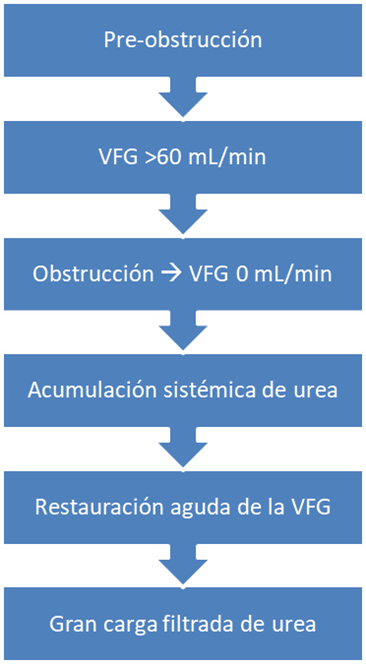 Pre-obstrucción
VFG >60 mL/min
Obstrucción → VFG 0 mL/min
Acumulación sistémica de urea
Restauración aguda de la VFG
Gran carga filtrada de urea